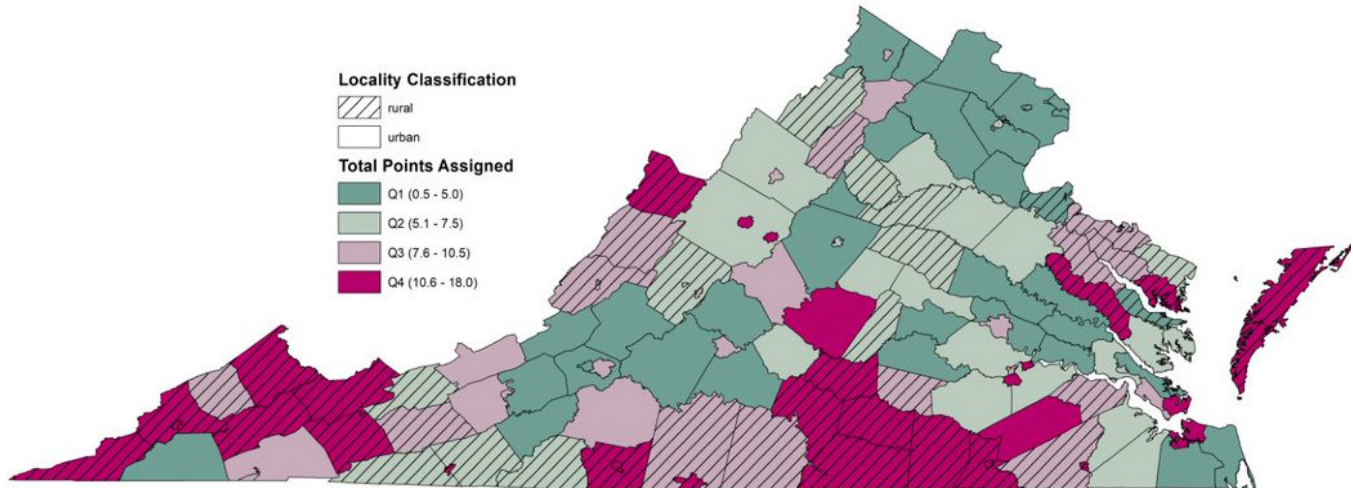 Locality Classification
rural
urban
Total Points Assigned
Q1 (0.5 - 5.0)
Q2 (5.1 - 7.5)
Q3 (7.6 - 10.5)
Q4 (10.6 - 18.0)